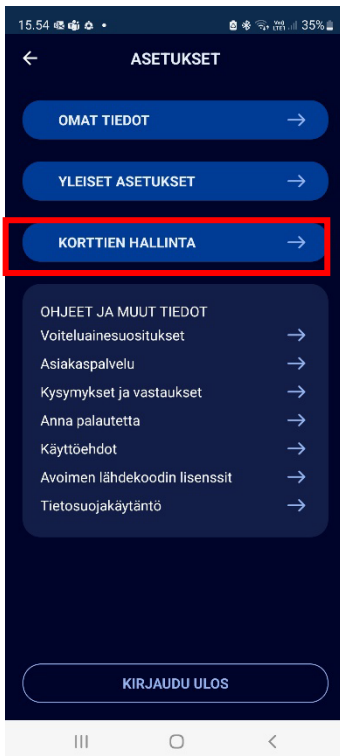 15.54
35%
ASETUKSET
OMAT TIEDOT
YLEISET ASETUKSET
KORTTIEN HALLINTA
OHJEET JA MUUT TIEDOT
Voiteluainesuositukset
Asiakaspalvelu
Kysymykset ja vastaukset
Anna palautetta
Käyttöehdot
Avoimen lähdekoodin lisenssit
Tietosuojakäytäntö
KIRJAUDU ULOS